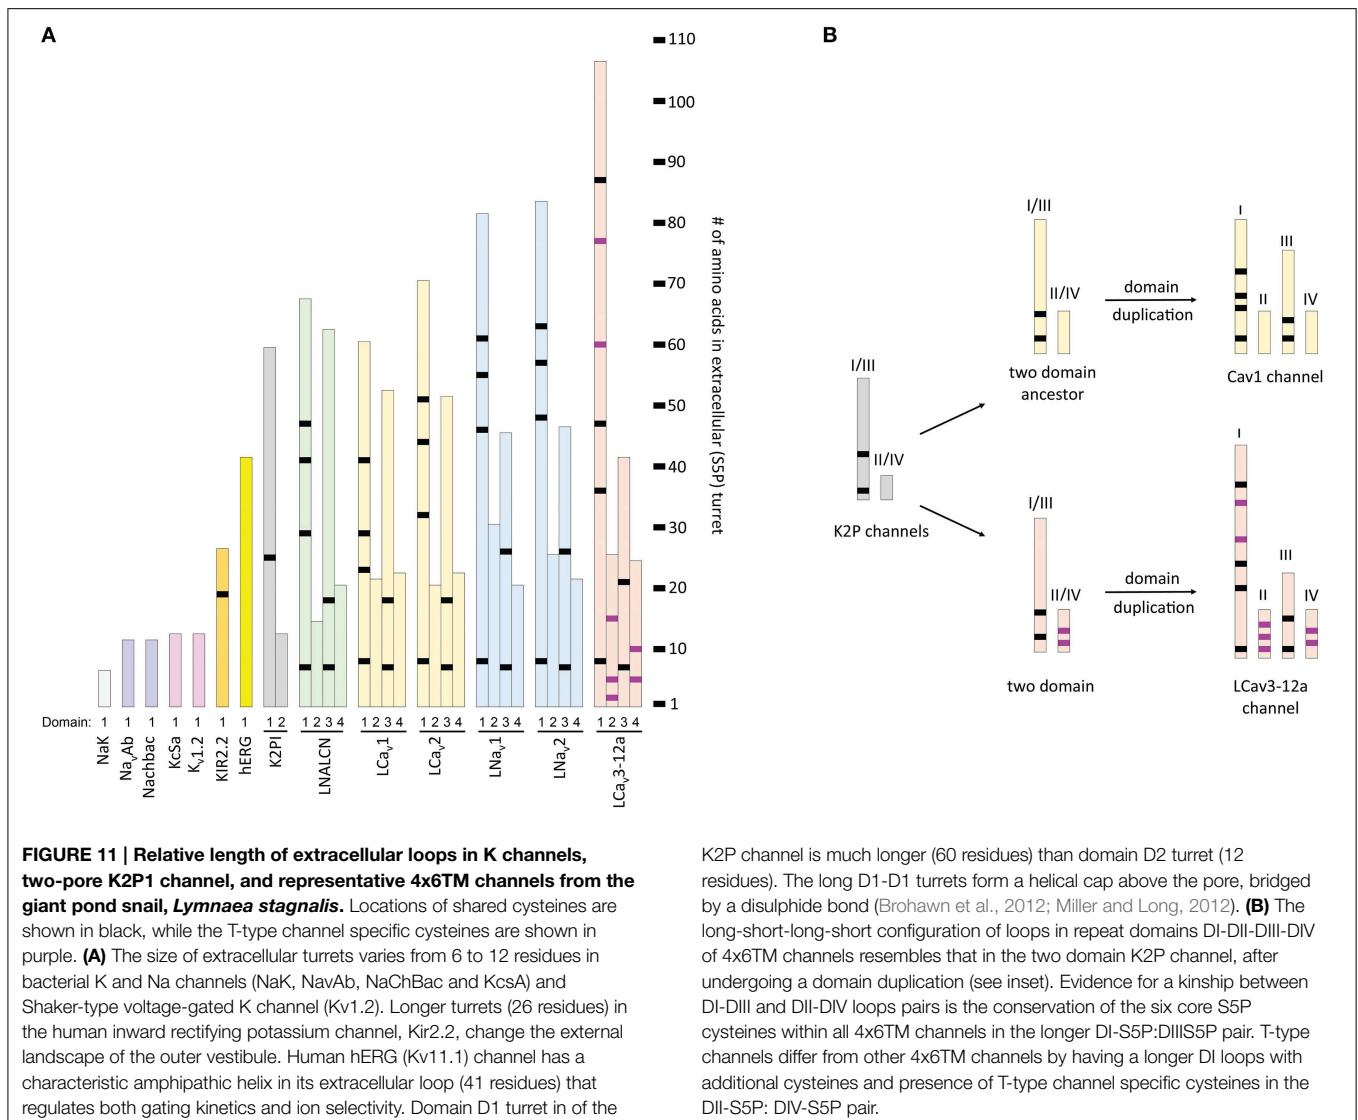 A
110
100
90
80
70
60
50
40
30
20
10
1
# of amino acids in extracellular (S5P) turret
Domain: 1 1 1 1 1 1 1 1 2 1 2 3 4 1 2 3 4 1 2 3 4 1 2 3 4 1 2 3 4 1 2 3 4
NaK
NavAb
Nachbac
KcSa
Kv1.2
KIR2.2
hERG
K2PI
LNALCN
LCav1
LCav2
LNav1
LNav2
LCav3-12a
B
I/III
II/IV
K2P channels
I/III
II/IV
two domain
ancestor
domain
duplication
I
II
III
IV
Cav1 channel
I/III
II/IV
two domain
domain
duplication
I
II
III
IV
LCav3-12a
channel
FIGURE 11 | Relative length of extracellular loops in K channels,
two-pore K2P1 channel, and representative 4x6TM channels from the
giant pond snail, Lymnaea stagnalis. Locations of shared cysteines are
shown in black, while the T-type channel specific cysteines are shown in
purple. (A) The size of extracellular turrets varies from 6 to 12 residues in
bacterial K and Na channels (NaK, NavAb, NaChBac and KcsA) and
Shaker-type voltage-gated K channel (Kv1.2). Longer turrets (26 residues) in
the human inward rectifying potassium channel, Kir2.2, change the external
landscape of the outer vestibule. Human hERG (Kv11.1) channel has a
characteristic amphipathic helix in its extracellular loop (41 residues) that
regulates both gating kinetics and ion selectivity. Domain D1 turret in of the
K2P channel is much longer (60 residues) than domain D2 turret (12
residues). The long D1-D1 turrets form a helical cap above the pore, bridged
by a disulphide bond (Brohawn et al., 2012; Miller and Long, 2012). (B) The
long-short-long-short configuration of loops in repeat domains DI-DII-DIII-DIV
of 4x6TM channels resembles that in the two domain K2P channel, after
undergoing a domain duplication (see inset). Evidence for a kinship between
DI-DIII and DII-DIV loops pairs is the conservation of the six core S5P
cysteines within all 4x6TM channels in the longer DI-S5P:DIIIS5P pair. T-type
channels differ from other 4x6TM channels by having a longer DI loops with
additional cysteines and presence of T-type channel specific cysteines in the
DII-S5P: DIV-S5P pair.